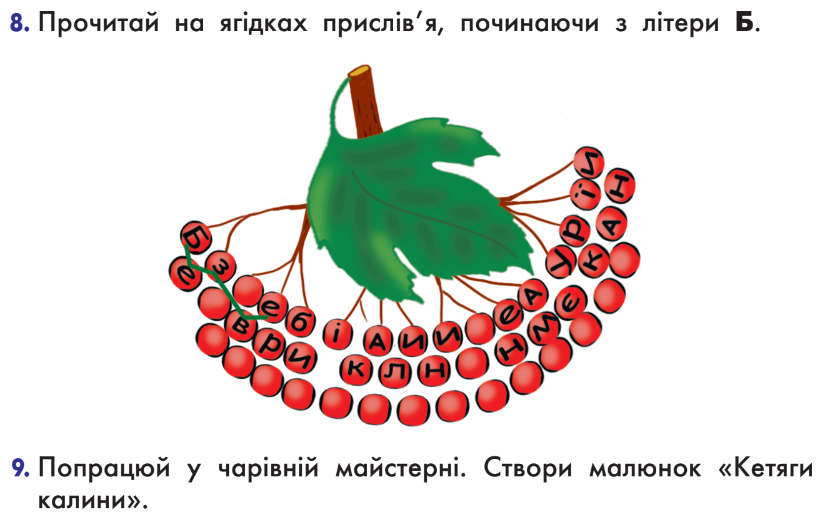 8. Прочитай на ягідках прислів’я, починаючи з літери Б.
Б з е б і А и и е А У р ї и
е в р и к л н н м є к А н
9. Попрацюй у чарівній майстерні. Створи малюнок «Кетяги
калини».